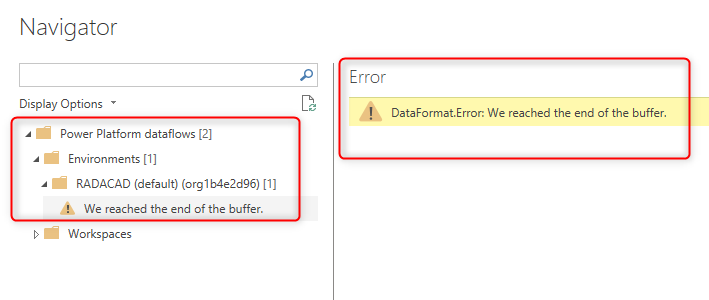 Navigator
Display Options
Power Platform dataflows [2]
Environments [1]
RADACAD (default) (org1b4e2d96) [1]
We reached the end of the buffer.
Workspaces
Error
DataFormat.Error: We reached the end of the buffer.